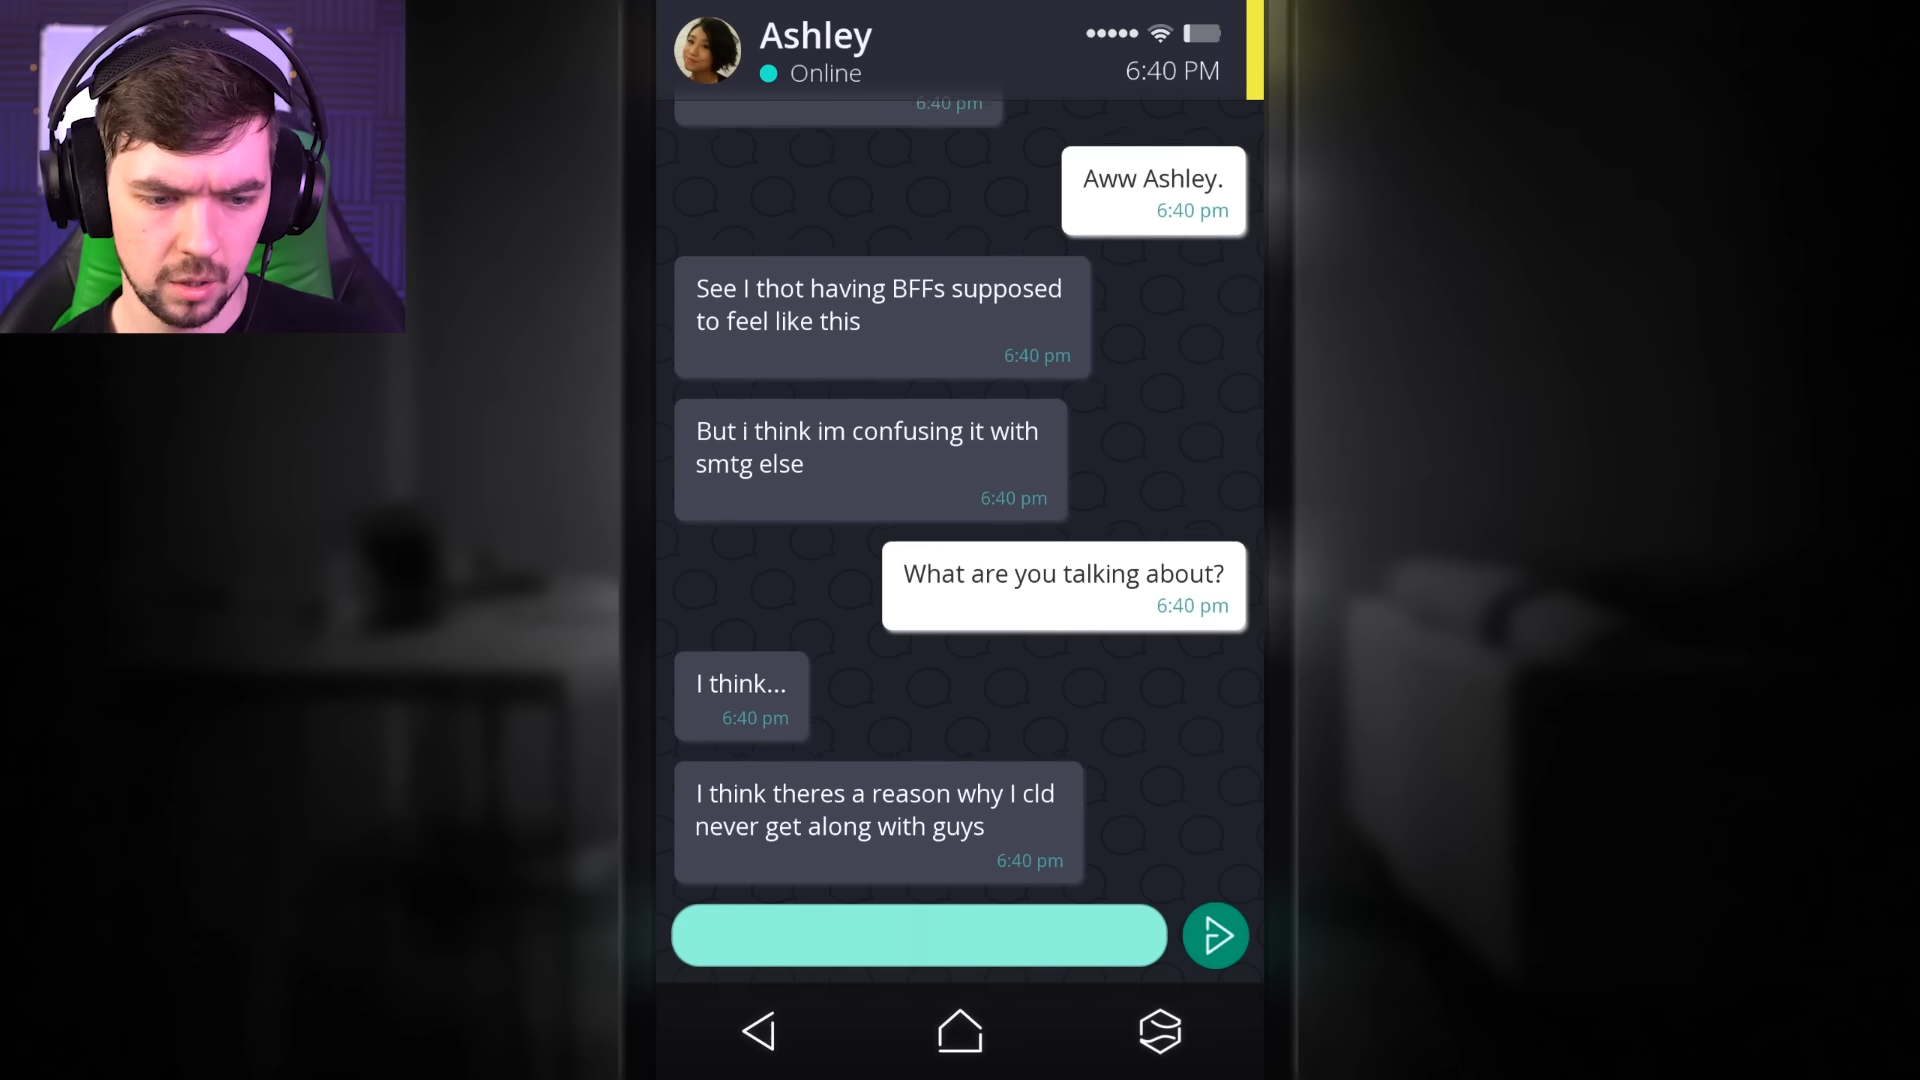 Ashley
Online
6:40 PM
6:40 pm
Aww Ashley.
6:40 pm
See I thot having BFFs supposed
to feel like this
6:40 pm
But i think im confusing it with
smtg else
6:40 pm
What are you talking about?
6:40 pm
I think...
6:40 pm
I think theres a reason why I cld
never get along with guys
6:40 pm